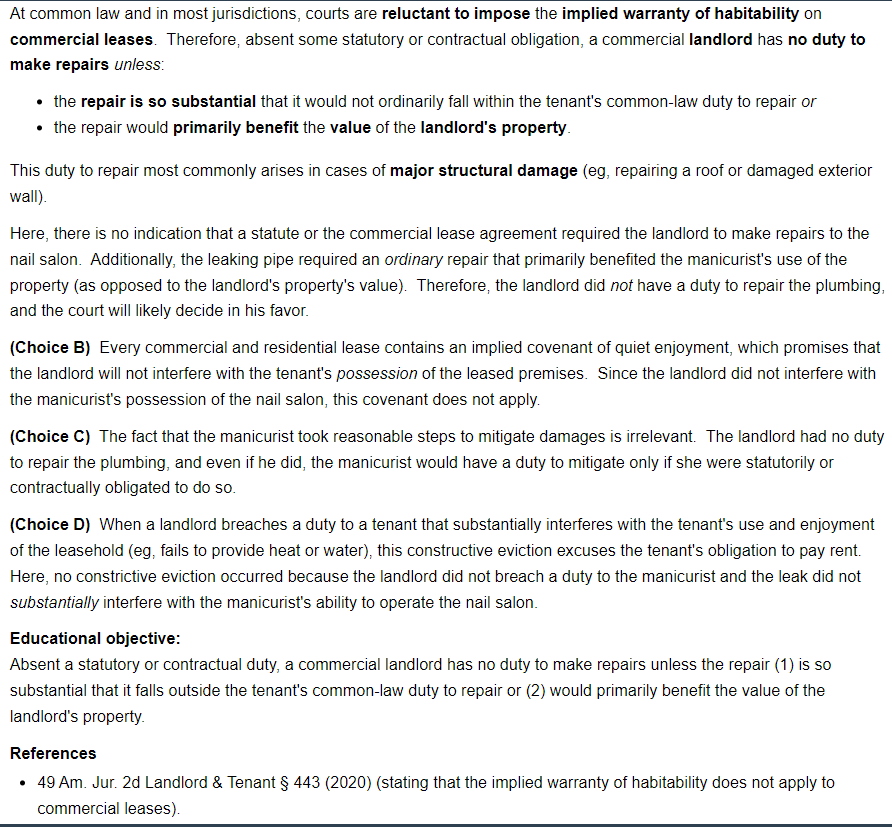 At common law and in most jurisdictions, courts are reluctant to impose the implied warranty of habitability on
commercial leases.  Therefore, absent some statutory or contractual obligation, a commercial landlord has no duty to
make repairs unless:
• the repair is so substantial that it would not ordinarily fall within the tenant's common-law duty to repair or
• the repair would primarily benefit the value of the landlord's property.
This duty to repair most commonly arises in cases of major structural damage (eg, repairing a roof or damaged exterior
wall).
Here, there is no indication that a statute or the commercial lease agreement required the landlord to make repairs to the
nail salon.  Additionally, the leaking pipe required an ordinary repair that primarily benefited the manicurist's use of the
property (as opposed to the landlord's property's value).  Therefore, the landlord did not have a duty to repair the plumbing,
and the court will likely decide in his favor.
(Choice B)  Every commercial and residential lease contains an implied covenant of quiet enjoyment, which promises that
the landlord will not interfere with the tenant's possession of the leased premises.  Since the landlord did not interfere with
the manicurist's possession of the nail salon, this covenant does not apply.
(Choice C)  The fact that the manicurist took reasonable steps to mitigate damages is irrelevant.  The landlord had no duty
to repair the plumbing, and even if he did, the manicurist would have a duty to mitigate only if she were statutorily or
contractually obligated to do so.
(Choice D)  When a landlord breaches a duty to a tenant that substantially interferes with the tenant's use and enjoyment
of the leasehold (eg, fails to provide heat or water), this constructive eviction excuses the tenant's obligation to pay rent.
Here, no constrictive eviction occurred because the landlord did not breach a duty to the manicurist and the leak did not
substantially interfere with the manicurist's ability to operate the nail salon.
Educational objective:
Absent a statutory or contractual duty, a commercial landlord has no duty to make repairs unless the repair (1) is so
substantial that it falls outside the tenant's common-law duty to repair or (2) would primarily benefit the value of the
landlord's property.
References
• 49 Am. Jur. 2d Landlord & Tenant § 443 (2020) (stating that the implied warranty of habitability does not apply to
commercial leases).